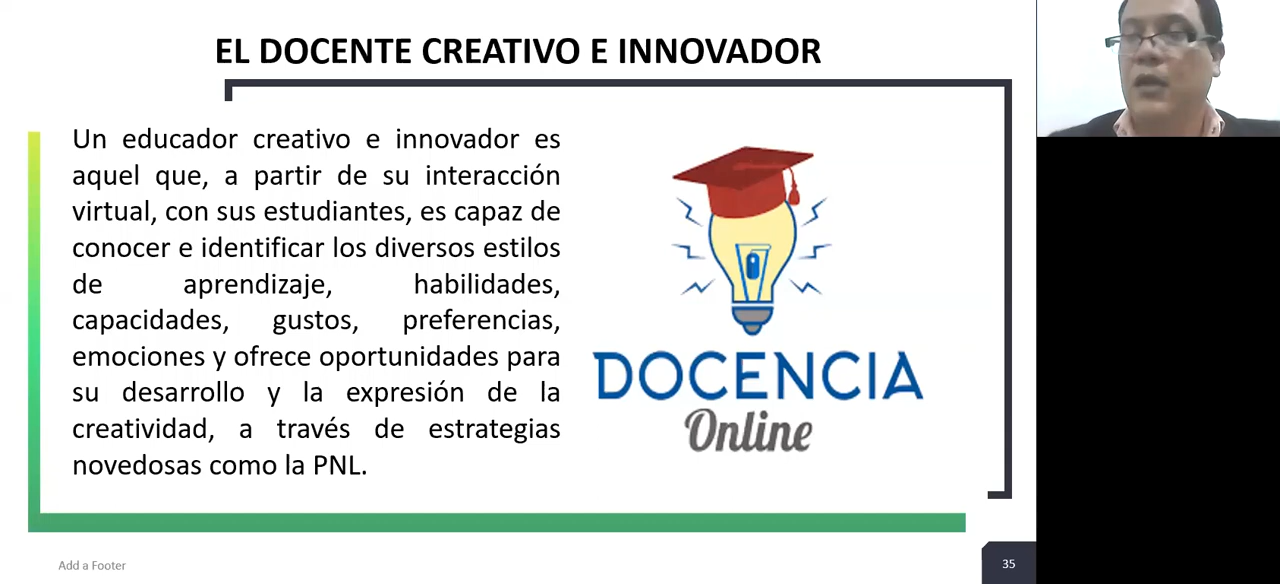 EL DOCENTE CREATIVO E INNOVADOR
Un educador creativo e innovador es
aquel que, a partir de su interacción
virtual, con sus estudiantes, es capaz de
conocer e identificar los diversos estilos
de aprendizaje, habilidades,
capacidades, gustos, preferencias,
emociones y ofrece oportunidades para
su desarrollo y la expresión de la
creatividad, a través de estrategias
novedosas como la PNL.
DOCENCIA
Online
Add a Footer
35